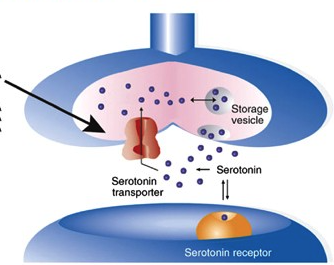 Storage
vesicle
Serotonin
Serotonin
transporter
Serotonin receptor